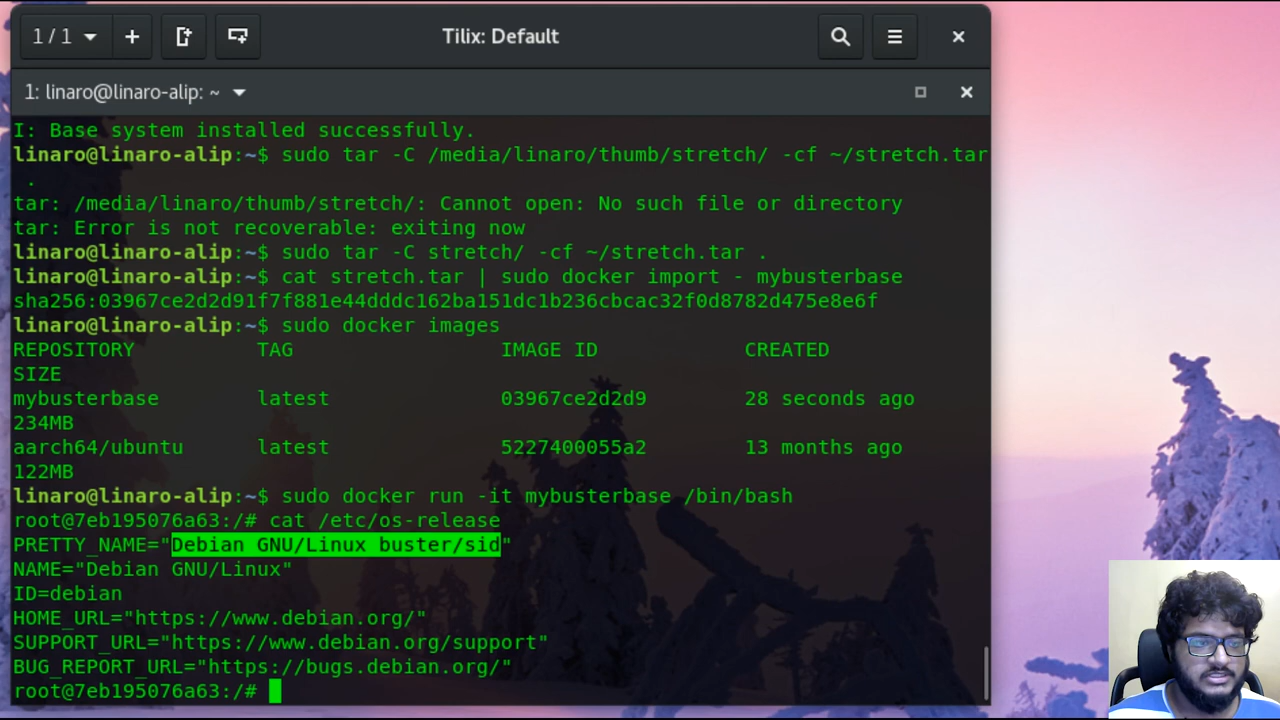 1 / 1
Tilix: Default
1: linaro@linaro-alip: ~
I: Base system installed successfully.
linaro@linaro-alip:~$ sudo tar -C /media/linaro/thumb/stretch/ -cf ~/stretch.tar
.
tar: /media/linaro/thumb/stretch/: Cannot open: No such file or directory
tar: Error is not recoverable: exiting now
linaro@linaro-alip:~$ sudo tar -C stretch/ -cf ~/stretch.tar .
linaro@linaro-alip:~$ cat stretch.tar | sudo docker import - mybusterbase
sha256:03967ce2d2d91f7f881e44dddc162ba151dc1b236cbcac32f0d8782d475e8e6f
linaro@linaro-alip:~$ sudo docker images
REPOSITORY          TAG                 IMAGE ID            CREATED
SIZE
mybusterbase        latest              03967ce2d2d9        28 seconds ago
234MB
aarch64/ubuntu      latest              5227400055a2        13 months ago
122MB
linaro@linaro-alip:~$ sudo docker run -it mybusterbase /bin/bash
root@7eb195076a63:/# cat /etc/os-release
PRETTY_NAME="Debian GNU/Linux buster/sid"
NAME="Debian GNU/Linux"
ID=debian
HOME_URL="https://www.debian.org/"
SUPPORT_URL="https://www.debian.org/support"
BUG_REPORT_URL="https://bugs.debian.org/"
root@7eb195076a63:/#